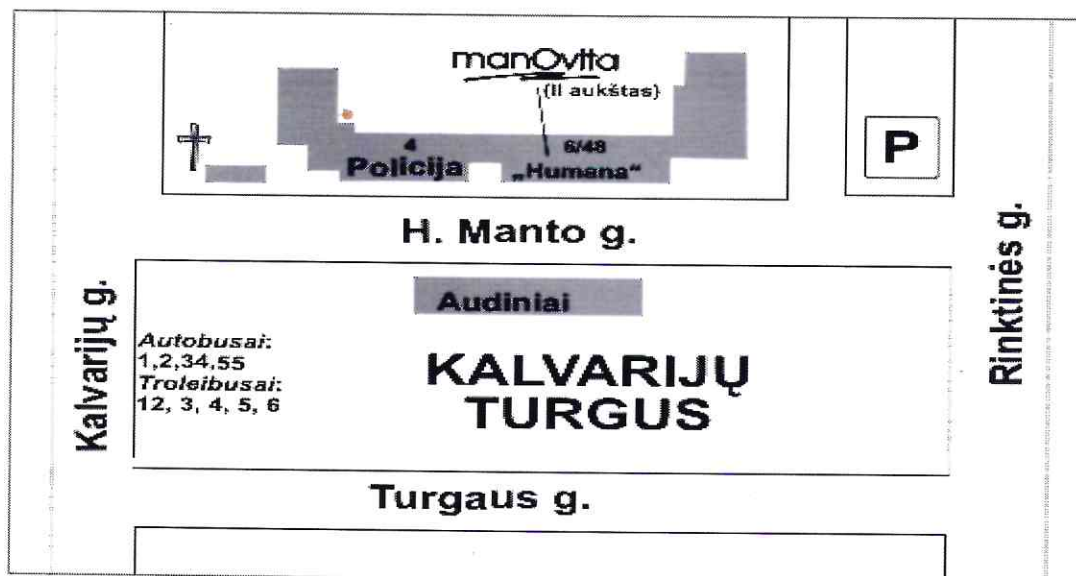 manOvita
(II aukštas)
4
6/48
Policija
„Humana“
P
H. Manto g.
Kalvarijų g.
Rinktinės g.
Audiniai
Autobusai:
1,2,34,55
Troleibusai:
12, 3, 4, 5, 6
KALVARIJŲ
TURGUS
Turgaus g.